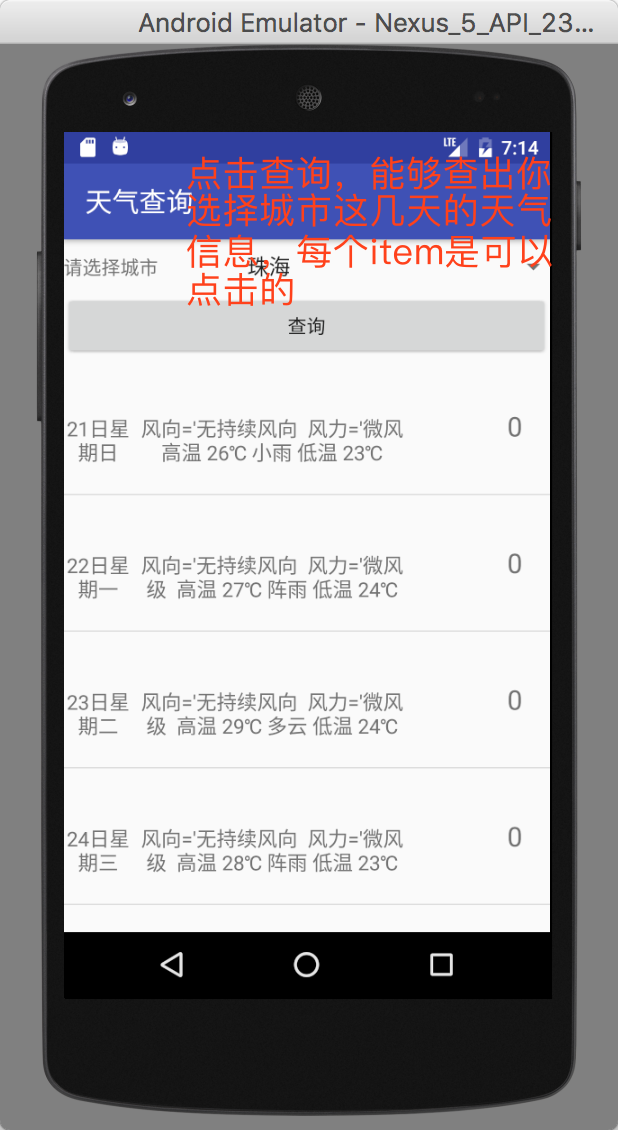 Android Emulator - Nexus_5_API_23...
LTE 7:14
天气查询
点击查询，能够查出你
选择城市这几天的天气
信息，每个item是可以
点击的
请选择城市 珠海
查询
21日星期日
风向='无持续风向 风力='微风
高温 26℃ 小雨 低温 23℃
0
22日星期一
风向='无持续风向 风力='微风
级 高温 27℃ 阵雨 低温 24℃
0
23日星期二
风向='无持续风向 风力='微风
级 高温 29℃ 多云 低温 24℃
0
24日星期三
风向='无持续风向 风力='微风
级 高温 28℃ 阵雨 低温 23℃
0